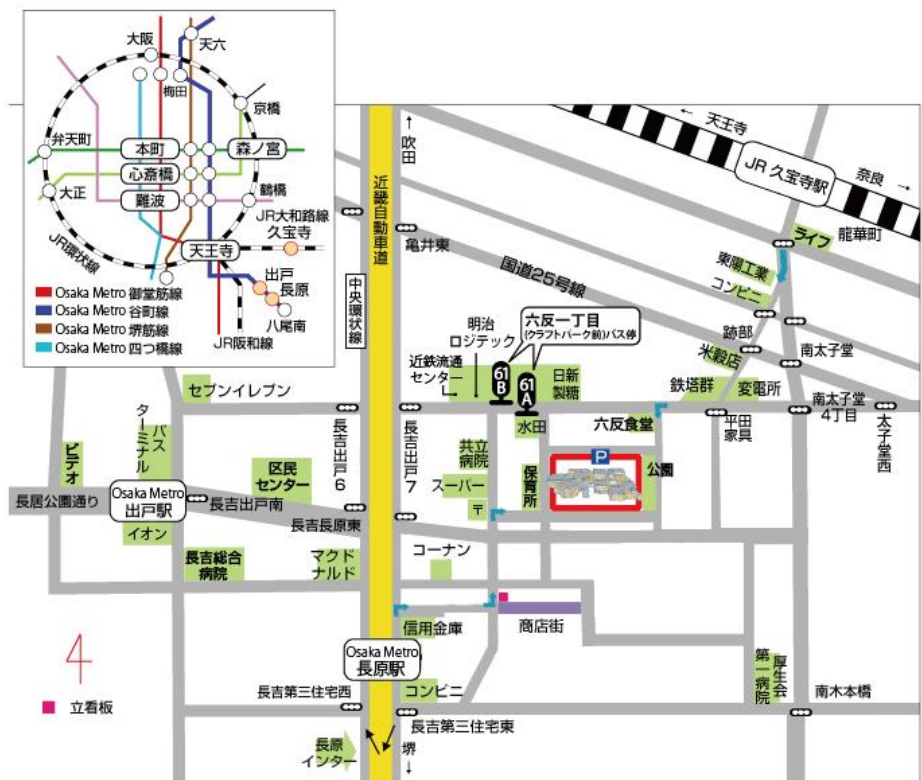 大阪
天六
梅田
京橋
弁天町
本町
森ノ宮
心斎橋
大正
難波
鶴橋
JR大和路線
久宝寺
天王寺
JR環状線
出戸
長原
八尾南
JR阪和線
Osaka Metro 御堂筋線
Osaka Metro 谷町線
Osaka Metro 堺筋線
Osaka Metro 四つ橋線
↑
吹田
近畿自動車道
中央環状線
← 天王寺
JR 久宝寺駅
奈良 →
龍華町
ライフ
東陽工業
コンビニ
亀井東
国道25号線
跡部
米穀店
南太子堂
六反一丁目
(クラフトパーク前)バス停
明治
ロジテック
近鉄流通
センター
61
B
61
A
日新
製糖
鉄塔群
変電所
セブンイレブン
水田
六反食堂
平田
家具
南太子堂
4丁目
太子堂西
ターミナル
バス
ビデオ
長吉出戸6
長吉出戸7
共立
病院
スーパー
〒
保育所
P
公園
区民
センター
長居公園通り
Osaka Metro
出戸駅
長吉出戸南
長吉長原東
イオン
長吉総合
病院
マクド
ナルド
コーナン
信用金庫
商店街
Osaka Metro
長原駅
4
立看板
長吉第三住宅西
コンビニ
長吉第三住宅東
第一病院
厚生会
南木本橋
長原
インター
堺
↓